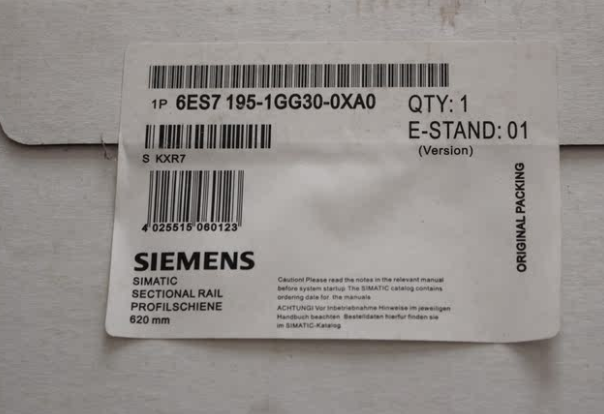 1P 6ES7 195-1GG30-0XA0
QTY: 1
E-STAND: 01
(Version)
S KXR7
4 025515 060123
ORIGINAL PACKING
SIEMENS
SIMATIC
SECTIONAL RAIL
PROFILSCHIENE
620 mm
Caution! Please read the notes in the relevant manual
before system startup. The SIMATIC catalog contains
ordering data for the manuals
ACHTUNG! Vor Inbetriebnahme Hinweise im jeweiligen
Handbuch beachten. Bestelldaten hierfur finden sie
im SIMATIC-Katalog